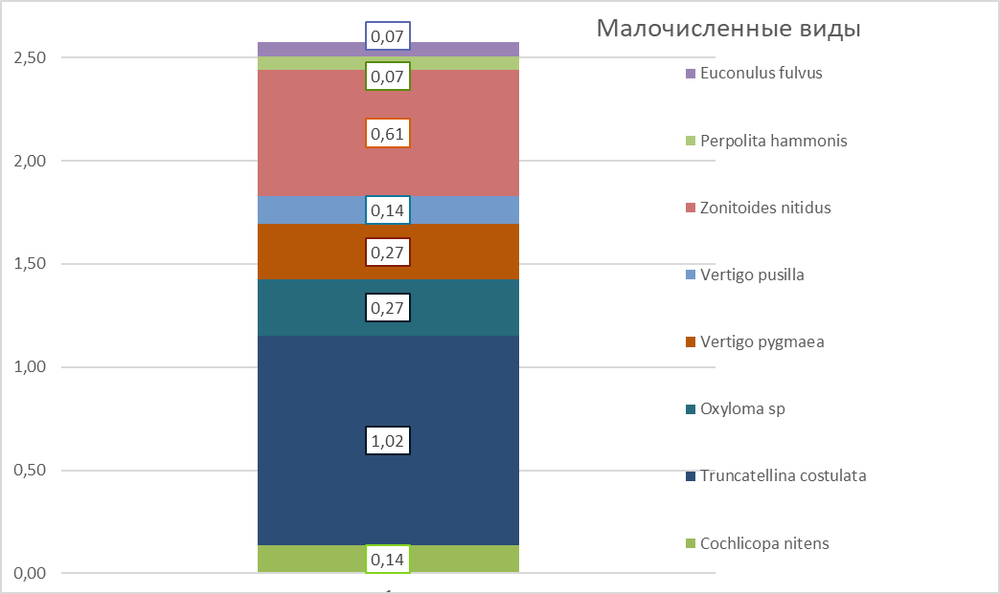 Малочисленные виды
2,50
2,00
1,50
1,00
0,50
0,00
0,07
0,07
0,61
0,14
0,27
0,27
1,02
0,14
Euconulus fulvus
Perpolita hammonis
Zonitoides nitidus
Vertigo pusilla
Vertigo pygmaea
Oxyloma sp
Truncatellina costulata
Cochlicopa nitens